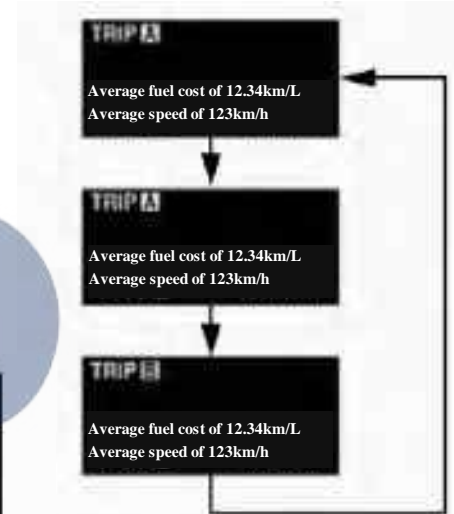 TRIP A
Average fuel cost of 12.34km/L
Average speed of 123km/h
TRIP A
Average fuel cost of 12.34km/L
Average speed of 123km/h
TRIP B
Average fuel cost of 12.34km/L
Average speed of 123km/h